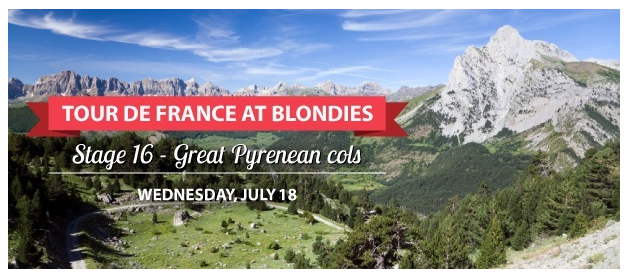 TOUR DE FRANCE AT BLONDIES
Stage 16 - Great Pyrenean cols
WEDNESDAY, JULY 18